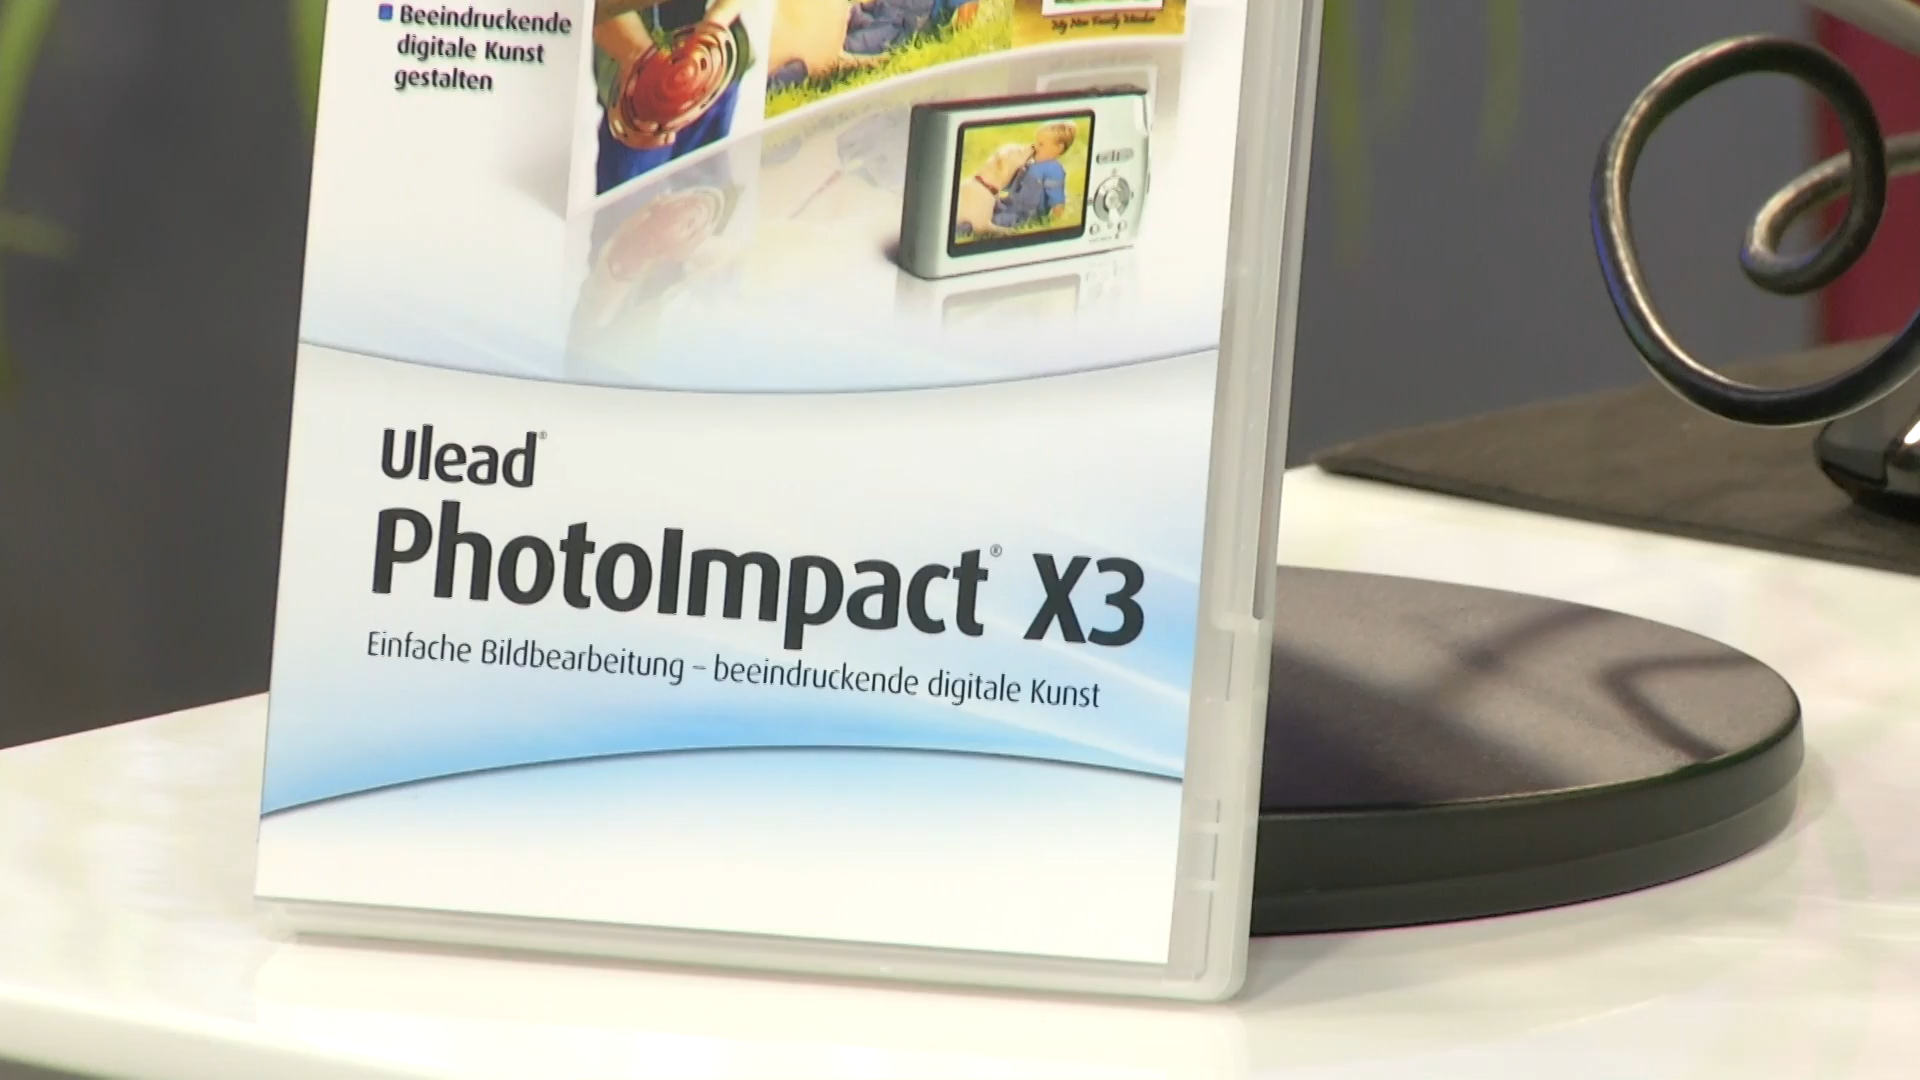 Beeindruckende
digitale Kunst
gestalten
Ulead®
PhotoImpact® X3
Einfache Bildbearbeitung – beeindruckende digitale Kunst